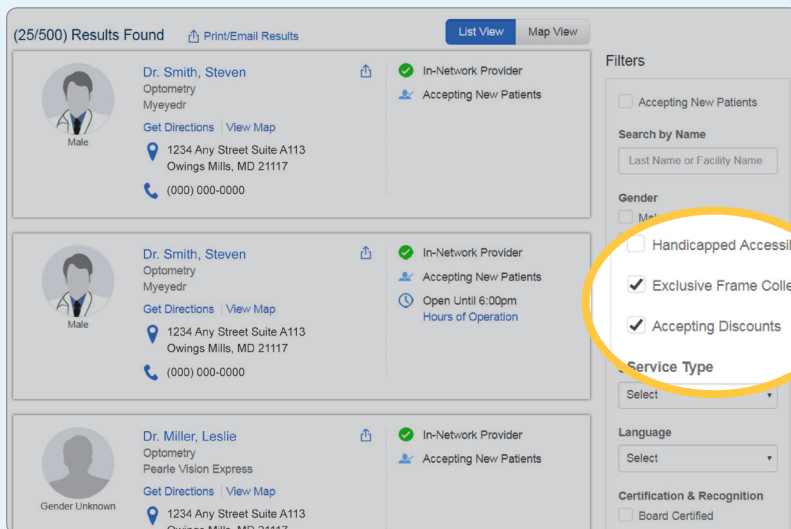 (25/500) Results Found
Print/Email Results
List View
Map View
Dr. Smith, Steven
Optometry
Myeyedr
Get Directions | View Map
1234 Any Street Suite A113
Owings Mills, MD 21117
(000) 000-0000
Male
In-Network Provider
Accepting New Patients
Dr. Smith, Steven
Optometry
Myeyedr
Get Directions | View Map
1234 Any Street Suite A113
Owings Mills, MD 21117
(000) 000-0000
Male
In-Network Provider
Accepting New Patients
Open Until 6:00pm
Hours of Operation
Dr. Miller, Leslie
Optometry
Pearle Vision Express
Get Directions | View Map
1234 Any Street Suite A113
Owings Mills, MD 21117
Gender Unknown
In-Network Provider
Accepting New Patients
Filters
Accepting New Patients
Search by Name
Last Name or Facility Name
Gender
Handicapped Accessi
Exclusive Frame Colle
Accepting Discounts
Service Type
Select
Language
Select
Certification & Recognition
Board Certified